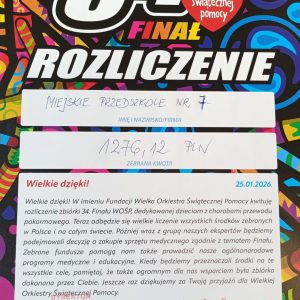 Świątecznej
pomocy
FINAŁ
ROZLICZENIE
MIEJSKIE PRZEDSZKOLE NR 7
IMIĘ I NAZWISKO/FIRMA
1276,12 PLN
ZEBRANA KWOTA
Wielkie dzięki!
25.01.2026
Wielkie dzięki! W imieniu Fundacji Wielka Orkiestra Świątecznej Pomocy kwituję
rozliczenie zbiórki 34. Finału WOŚP, dedykowanej dzieciom z chorobami przewodu
pokarmowego. Teraz odbędzie się wielkie liczenie wszystkich środków zebranych
w Polsce i na całym świecie. Później wraz z grupą naszych ekspertów będziemy
podejmowali decyzję o zakupie sprzętu medycznego zgodnie z tematem Finału.
Zebrane fundusze pomogą nam także prowadzić nasze ogólnonarodowe
programy medyczne i edukacyjne. Kiedy będziemy przeznaczali środki na te
wszystkie cele, pamiętaj, że także ogromnym dla nas wsparciem była zbiórka
dokonana przez Ciebie. Jeszcze raz dziękujemy za Twoją przyjaźń dla Wielkiej
Orkiestry Świątecznej Pomocy.